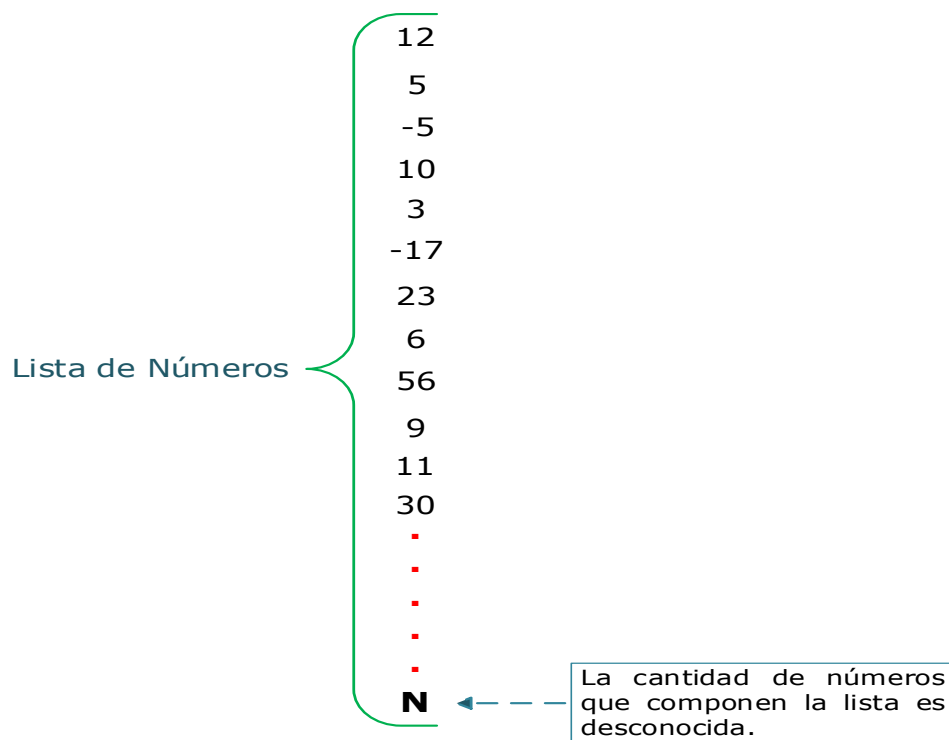 12
5
-5
10
3
-17
23
6
Lista de Números
56
9
11
30
N
La cantidad de números
que componen la lista es
desconocida.